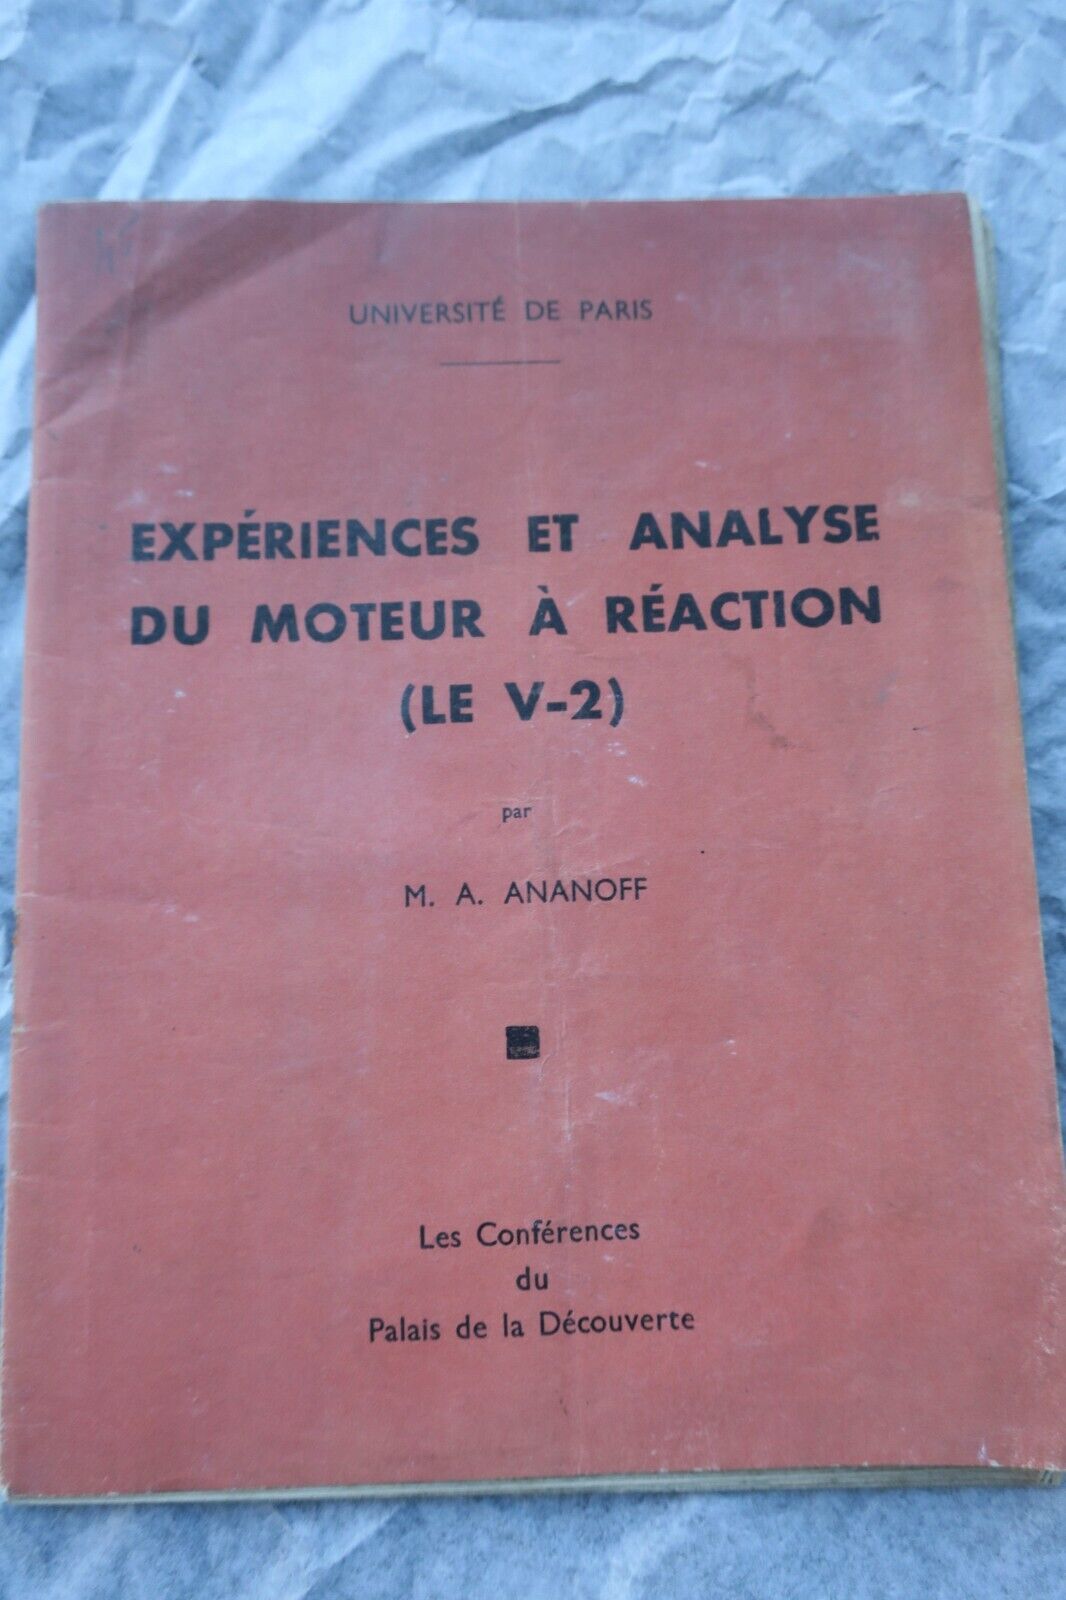 UNIVERSITÉ DE PARIS
EXPÉRIENCES ET ANALYSE
DU MOTEUR À RÉACTION
(LE V-2)
par
M. A. ANANOFF
Les Conférences
du
Palais de la Découverte